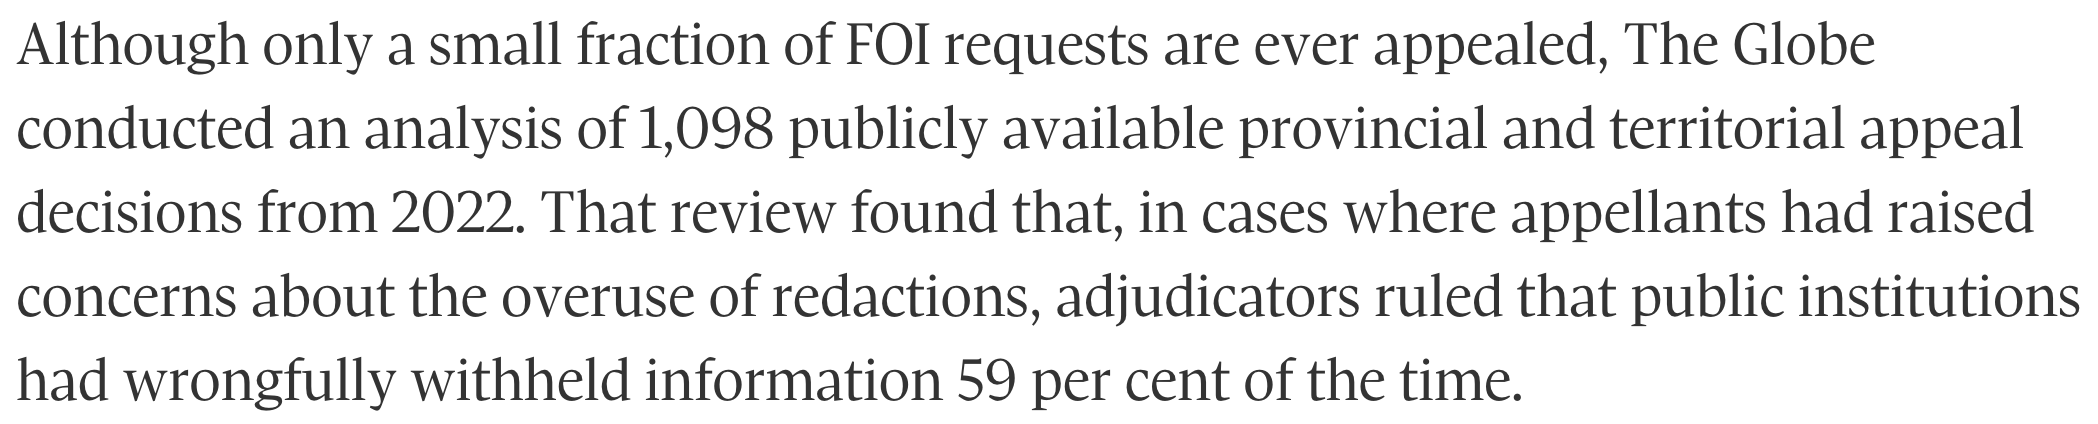 Although only a small fraction of FOI requests are ever appealed, The Globe
conducted an analysis of 1,098 publicly available provincial and territorial appeal
decisions from 2022. That review found that, in cases where appellants had raised
concerns about the overuse of redactions, adjudicators ruled that public institutions
had wrongfully withheld information 59 per cent of the time.